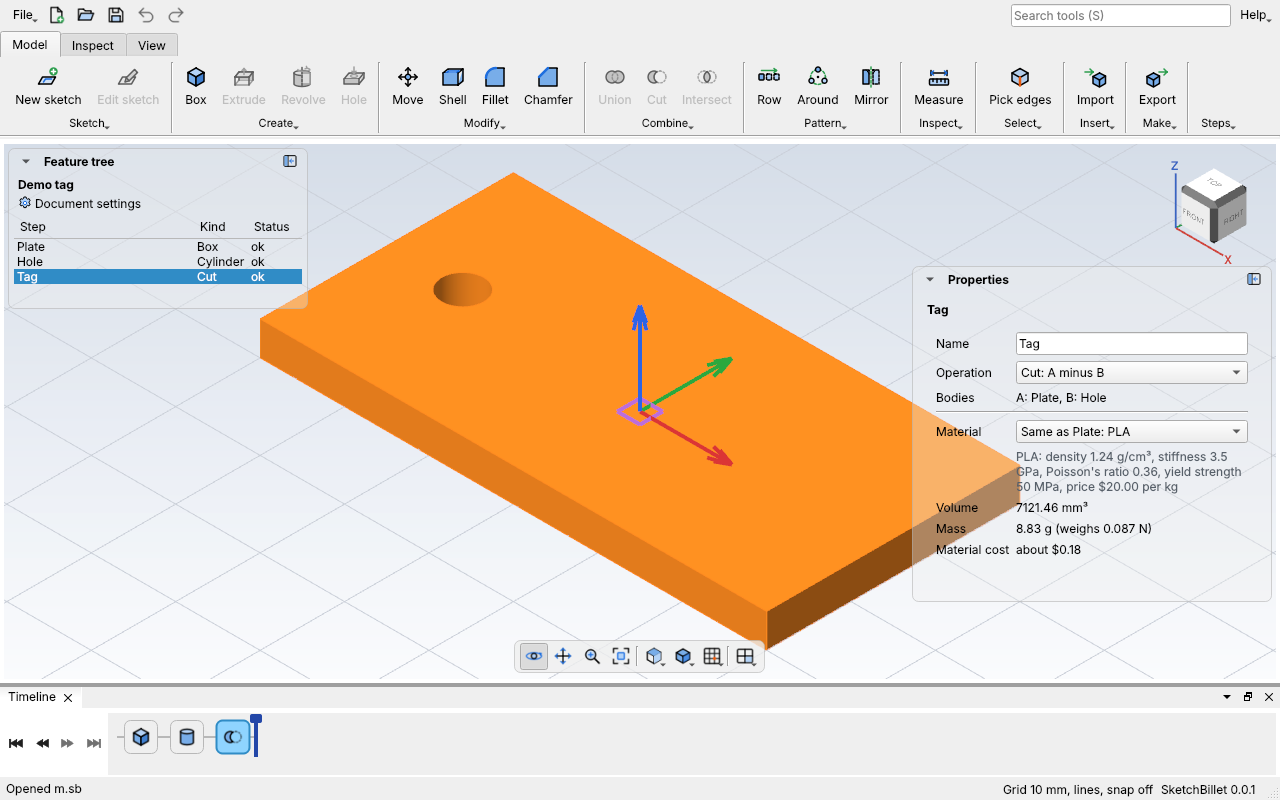 File
Search tools (S)
Help
Model Inspect View
New sketch Edit sketch Box Extrude Revolve Hole Move Shell Fillet Chamfer Union Cut Intersect Row Around Mirror Measure Pick edges Import Export
Sketch Create Modify Combine Pattern Inspect Select Insert Make Steps
Feature tree
Demo tag
Document settings
Step Kind Status
Plate Box ok
Hole Cylinder ok
Tag Cut ok
Z
TOP
FRONT RIGHT
X
Properties
Tag
Name Tag
Operation Cut: A minus B
Bodies A: Plate, B: Hole
Material Same as Plate: PLA
PLA: density 1.24 g/cm³, stiffness 3.5
GPa, Poisson's ratio 0.36, yield strength
50 MPa, price $20.00 per kg
Volume 7121.46 mm³
Mass 8.83 g (weighs 0.087 N)
Material cost about $0.18
Timeline
Opened m.sb
Grid 10 mm, lines, snap off SketchBillet 0.0.1